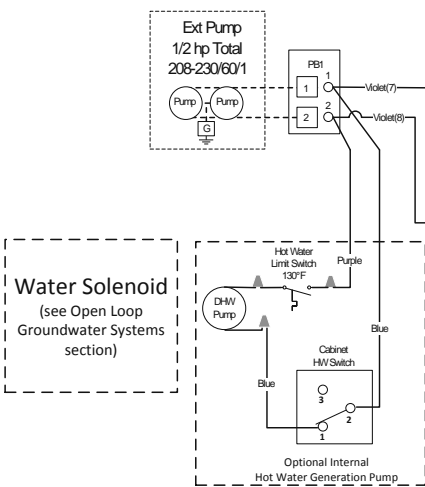 Ext Pump
1/2 hp Total
208-230/60/1
Pump
Pump
G
PB1
1
1
2
2
Violet(7)
Violet(8)
Water Solenoid
(see Open Loop
Groundwater Systems
section)
Hot Water
Limit Switch
130°F
Purple
DHW
Pump
Blue
Blue
Cabinet
HW Switch
3
2
1
Optional Internal
Hot Water Generation Pump